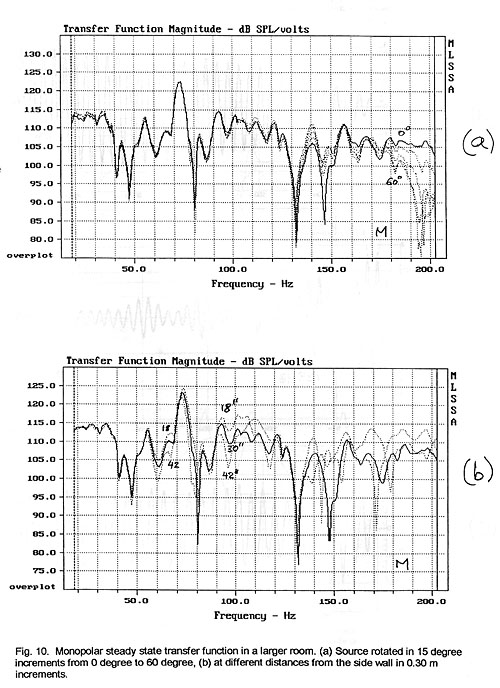 Transfer Function Magnitude - dB SPL/volts
130.0
125.0
120.0
115.0
110.0
105.0
100.0
95.0
90.0
85.0
80.0
overplot
50.0 100.0 150.0 200.0
Frequency - Hz
MLSSA
0°
60°
M
(a)
Transfer Function Magnitude - dB SPL/volts
125.0
120.0
115.0
110.0
105.0
100.0
95.0
90.0
85.0
80.0
75.0
overplot
50.0 100.0 150.0 200.0
Frequency - Hz
MLSSA
18
42
18"
30"
42"
M
(b)
Fig. 10. Monopolar steady state transfer function in a larger room. (a) Source rotated in 15 degree
increments from 0 degree to 60 degree, (b) at different distances from the side wall in 0.30 m
increments.